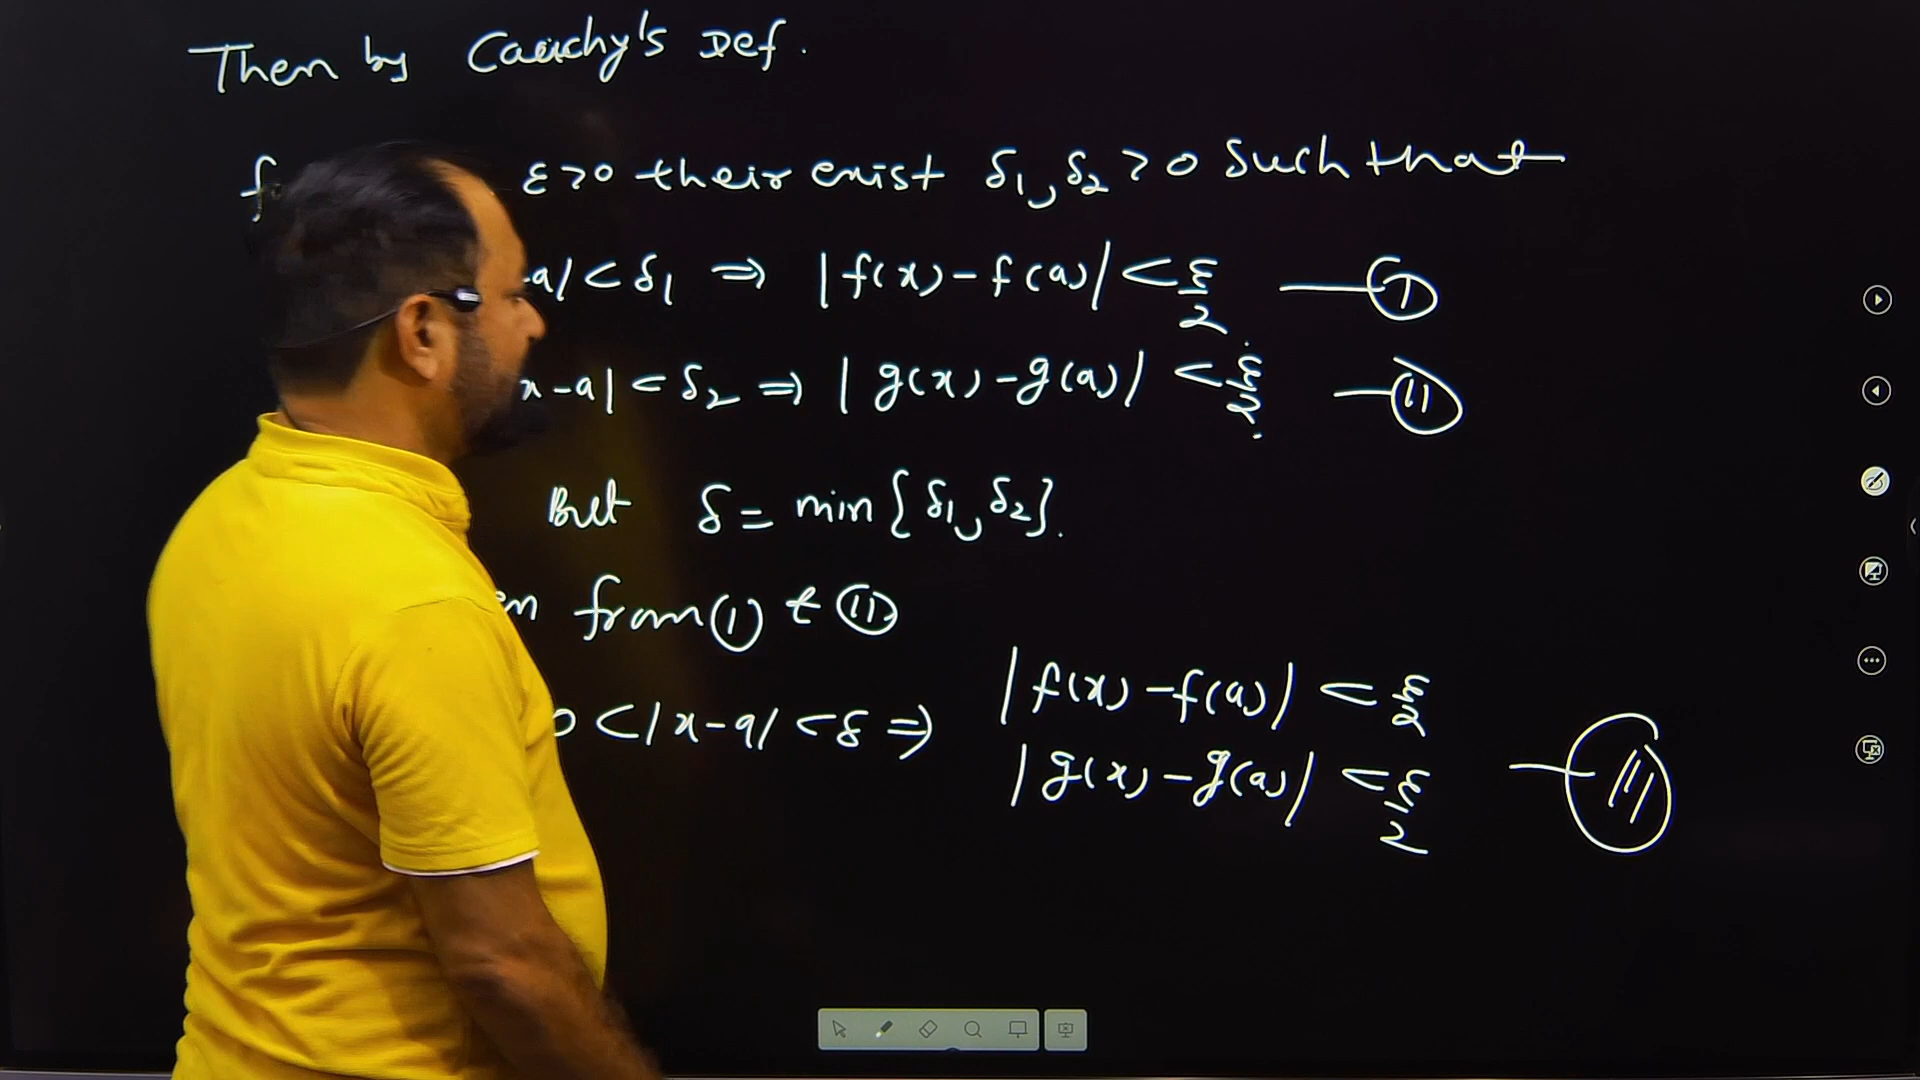 Then by Cauchy's Def.
ε>0 their exist δ₁, δ₂ >0 Such that
a| < δ₁ ⇒ |f(x)-f(a)| < ε/2 — (I)
x-a| < δ₂ ⇒ |g(x)-g(a)| < ε/2. — (II)
But δ = min{δ₁, δ₂}.
from (I) & (II)
0 < |x-a| < δ ⇒ |f(x)-f(a)| < ε/2
|g(x)-g(a)| < ε/2 — (III)